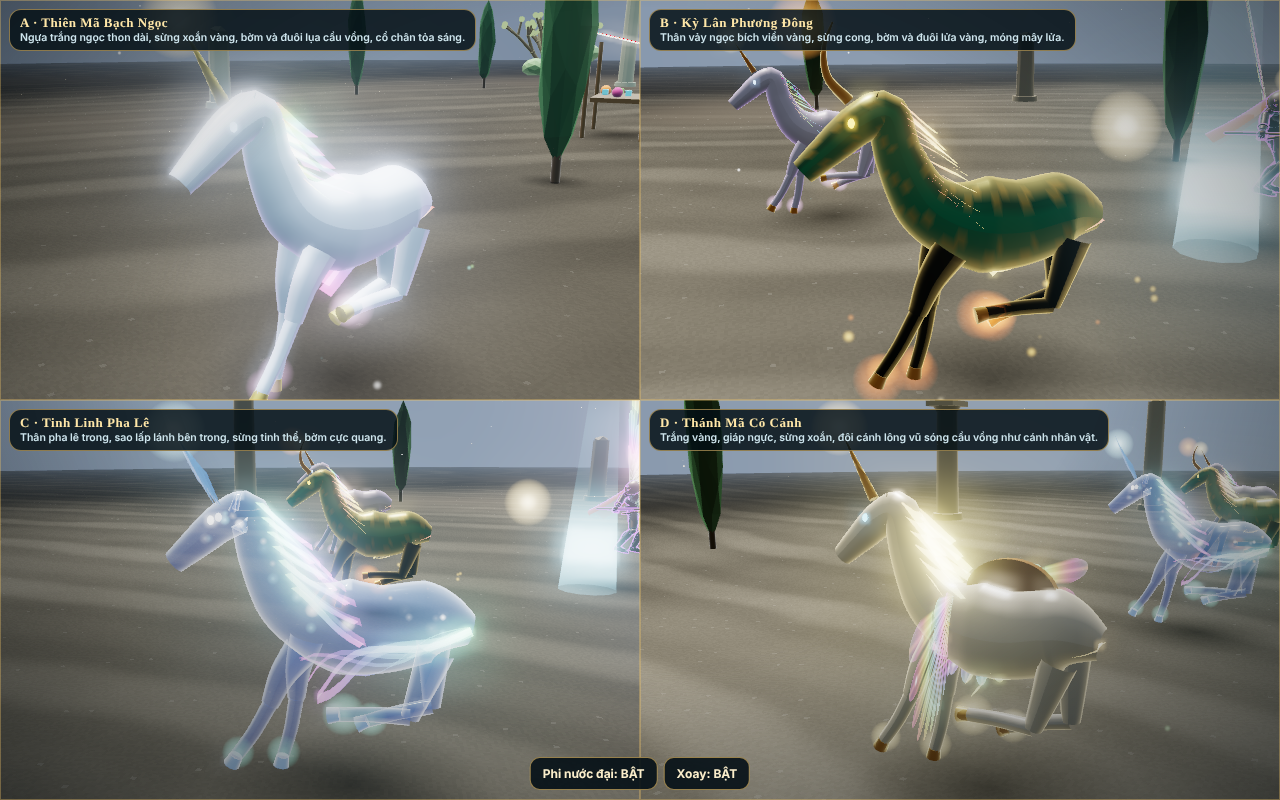 A · Thiên Mã Bạch Ngọc
Ngựa trắng ngọc thon dài, sừng xoắn vàng, bờm và đuôi lụa cầu vồng, cổ chân tỏa sáng.
B · Kỳ Lân Phương Đông
Thân vảy ngọc bích viền vàng, sừng cong, bờm và đuôi lửa vàng, móng mây lửa.
C · Tinh Linh Pha Lê
Thân pha lê trong, sao lấp lánh bên trong, sừng tinh thể, bờm cực quang.
D · Thánh Mã Có Cánh
Trắng vàng, giáp ngực, sừng xoắn, đôi cánh lông vũ sóng cầu vồng như cánh nhân vật.
Phi nước đại: BẬT
Xoay: BẬT